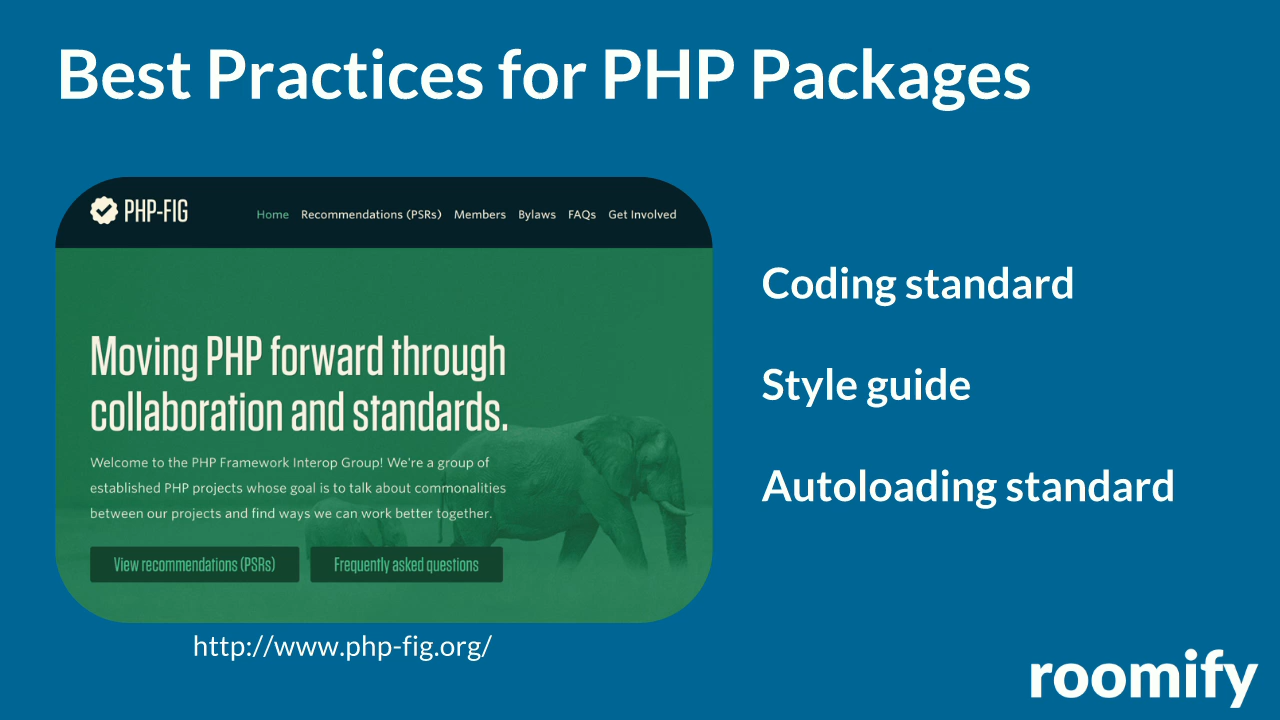 Best Practices for PHP Packages
PHP-FIG
Home Recommendations (PSRs) Members Bylaws FAQs Get Involved
Moving PHP forward through
collaboration and standards.
Welcome to the PHP Framework Interop Group! We're a group of
established PHP projects whose goal is to talk about commonalities
between our projects and find ways we can work better together.
View recommendations (PSRs) Frequently asked questions
http://www.php-fig.org/
Coding standard
Style guide
Autoloading standard
roomify